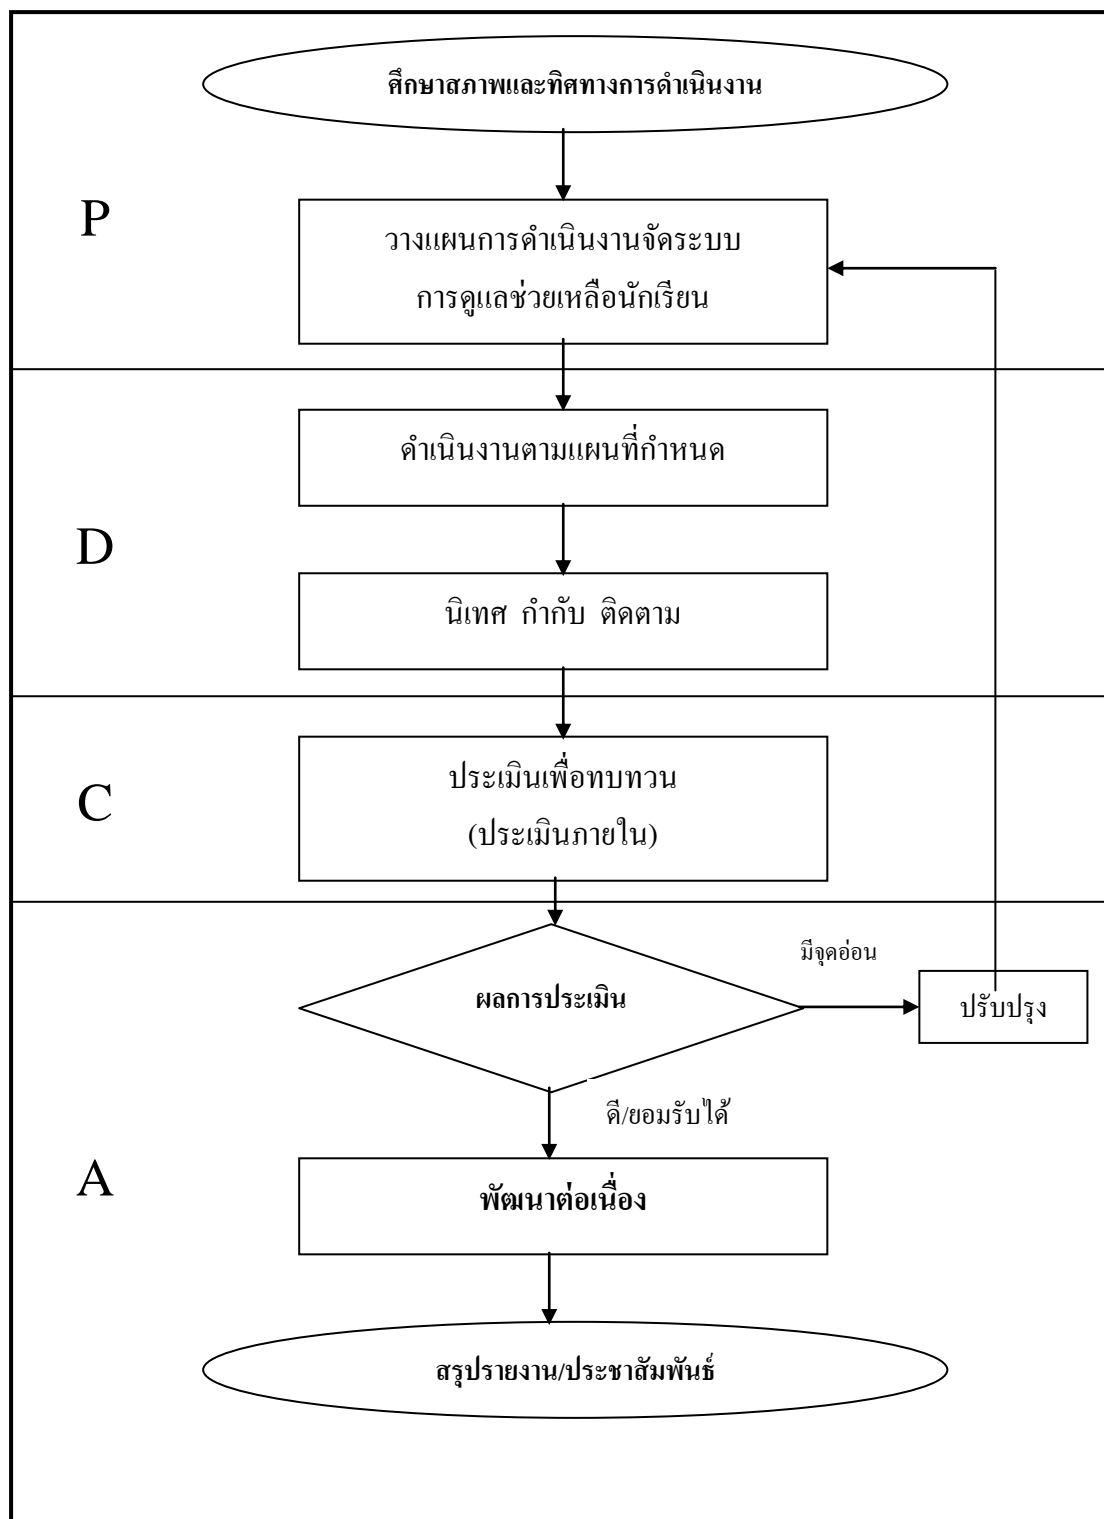 ศึกษาสภาพและทิศทางการดำเนินงาน
P
วางแผนการดำเนินงานจัดระบบ
การดูแลช่วยเหลือนักเรียน
ดำเนินงานตามแผนที่กำหนด
D
นิเทศ กำกับ ติดตาม
ประเมินเพื่อทบทวน
C
(ประเมินภายใน)
มีจุดอ่อน
ผลการประเมิน
ปรับปรุง
ดี/ยอมรับได้
A
พัฒนาต่อเนื่อง
สรุปรายงาน/ประชาสัมพันธ์